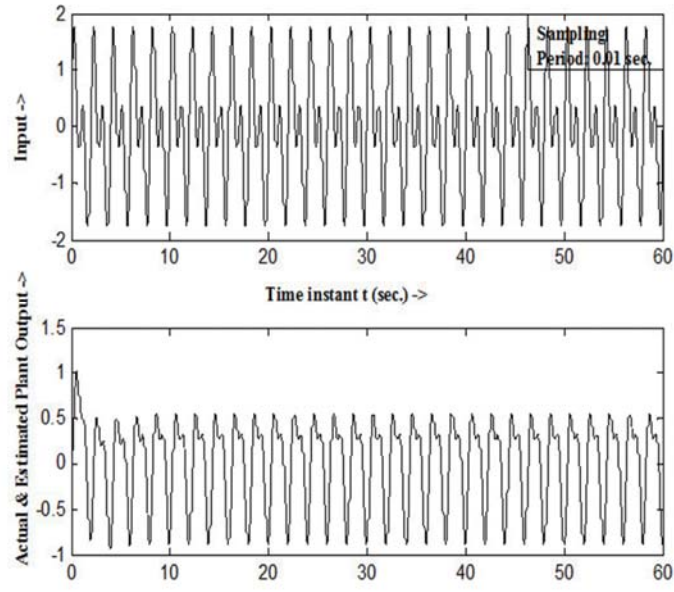 2
1
0
-1
-2
Input ->
Sampling
Period: 0.01 sec.
0 10 20 30 40 50 60
Time instant t (sec.) ->
1.5
1
0.5
0
-0.5
-1
Actual & Estimated Plant Output ->
0 10 20 30 40 50 60